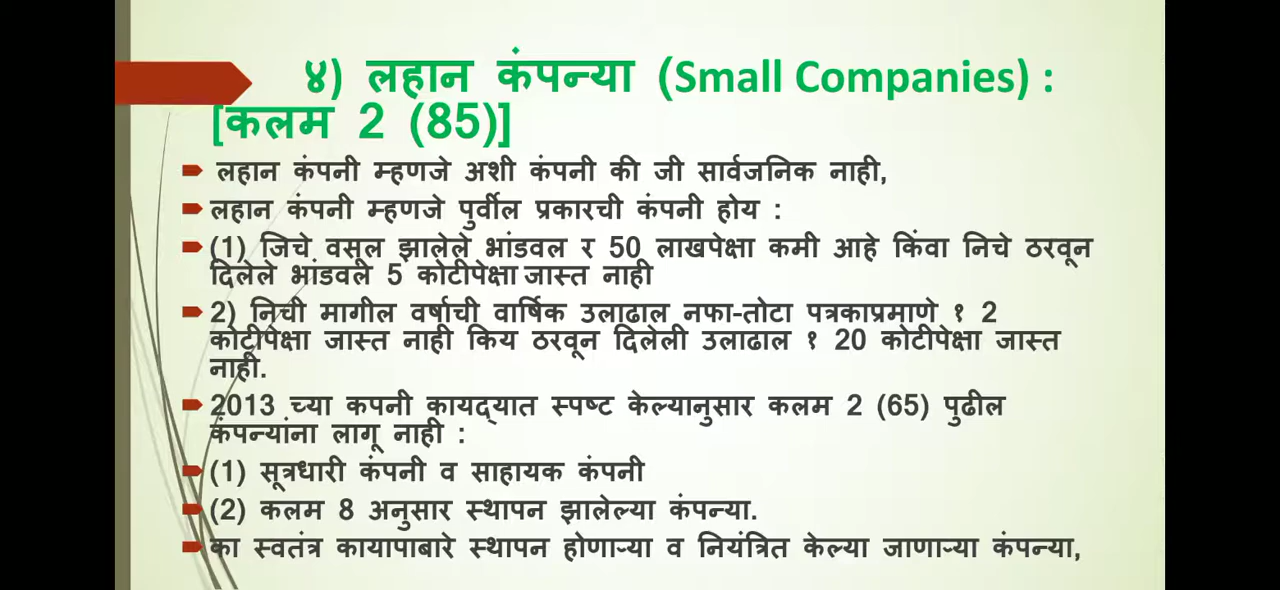 ४) लहान कंपन्या (Small Companies) :
[कलम 2 (85)]
लहान कंपनी म्हणजे अशी कंपनी की जी सार्वजनिक नाही,
लहान कंपनी म्हणजे पुर्वील प्रकारची कंपनी होय :
(1) जिचे वसूल झालेले भांडवल र 50 लाखपेक्षा कमी आहे किंवा निचे ठरवून
दिलेले भांडवल 5 कोटीपेक्षा जास्त नाही
2) निची मागील वर्षाची वार्षिक उलाढाल नफा-तोटा पत्रकाप्रमाणे १ 2
कोटीपेक्षा जास्त नाही किय ठरवून दिलेली उलाढाल १ 20 कोटीपेक्षा जास्त
नाही.
2013 च्या कपनी कायद्यात स्पष्ट केल्यानुसार कलम 2 (65) पुढील
कंपन्यांना लागू नाही :
(1) सूत्रधारी कंपनी व साहायक कंपनी
(2) कलम 8 अनुसार स्थापन झालेल्या कंपन्या.
का स्वतंत्र कायापाबारे स्थापन होणाऱ्या व नियंत्रित केल्या जाणाऱ्या कंपन्या,